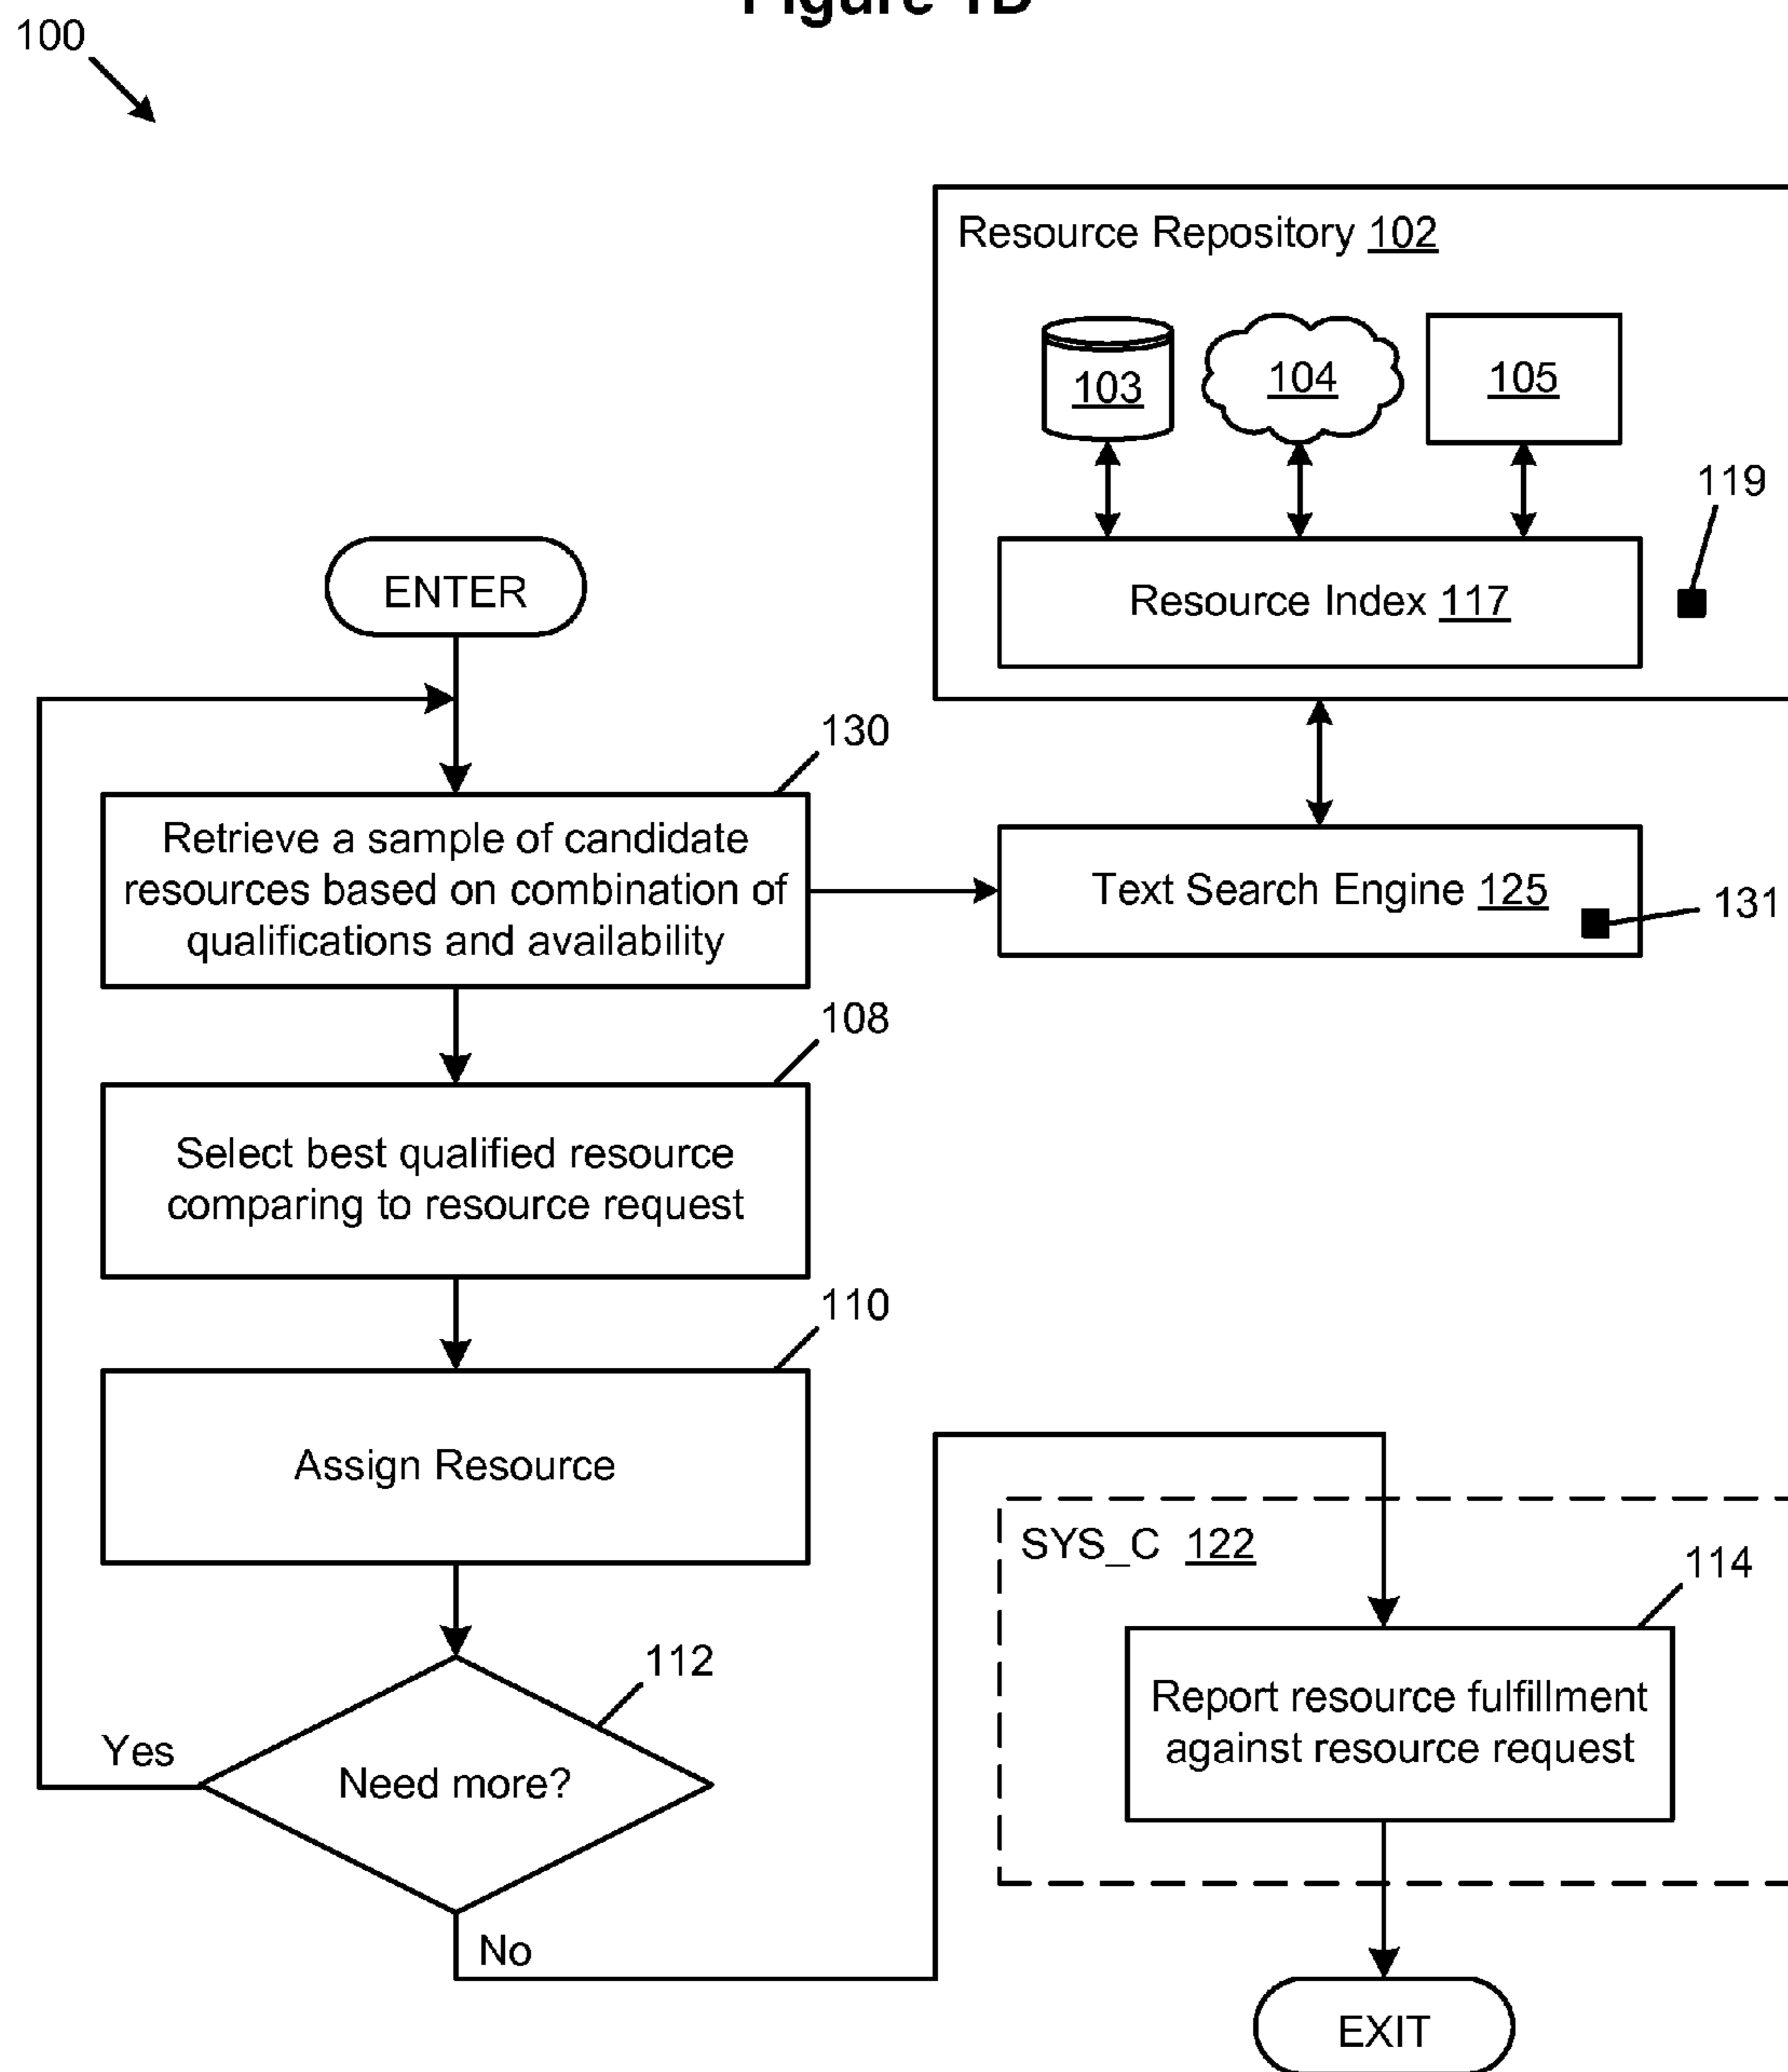 100
Resource Repository 102
103
104
105
119
Resource Index 117
ENTER
130
Retrieve a sample of candidate
resources based on combination of
qualifications and availability
Text Search Engine 125
131
108
Select best qualified resource
comparing to resource request
110
Assign Resource
SYS_C 122
114
Report resource fulfillment
against resource request
112
Need more?
Yes
No
EXIT